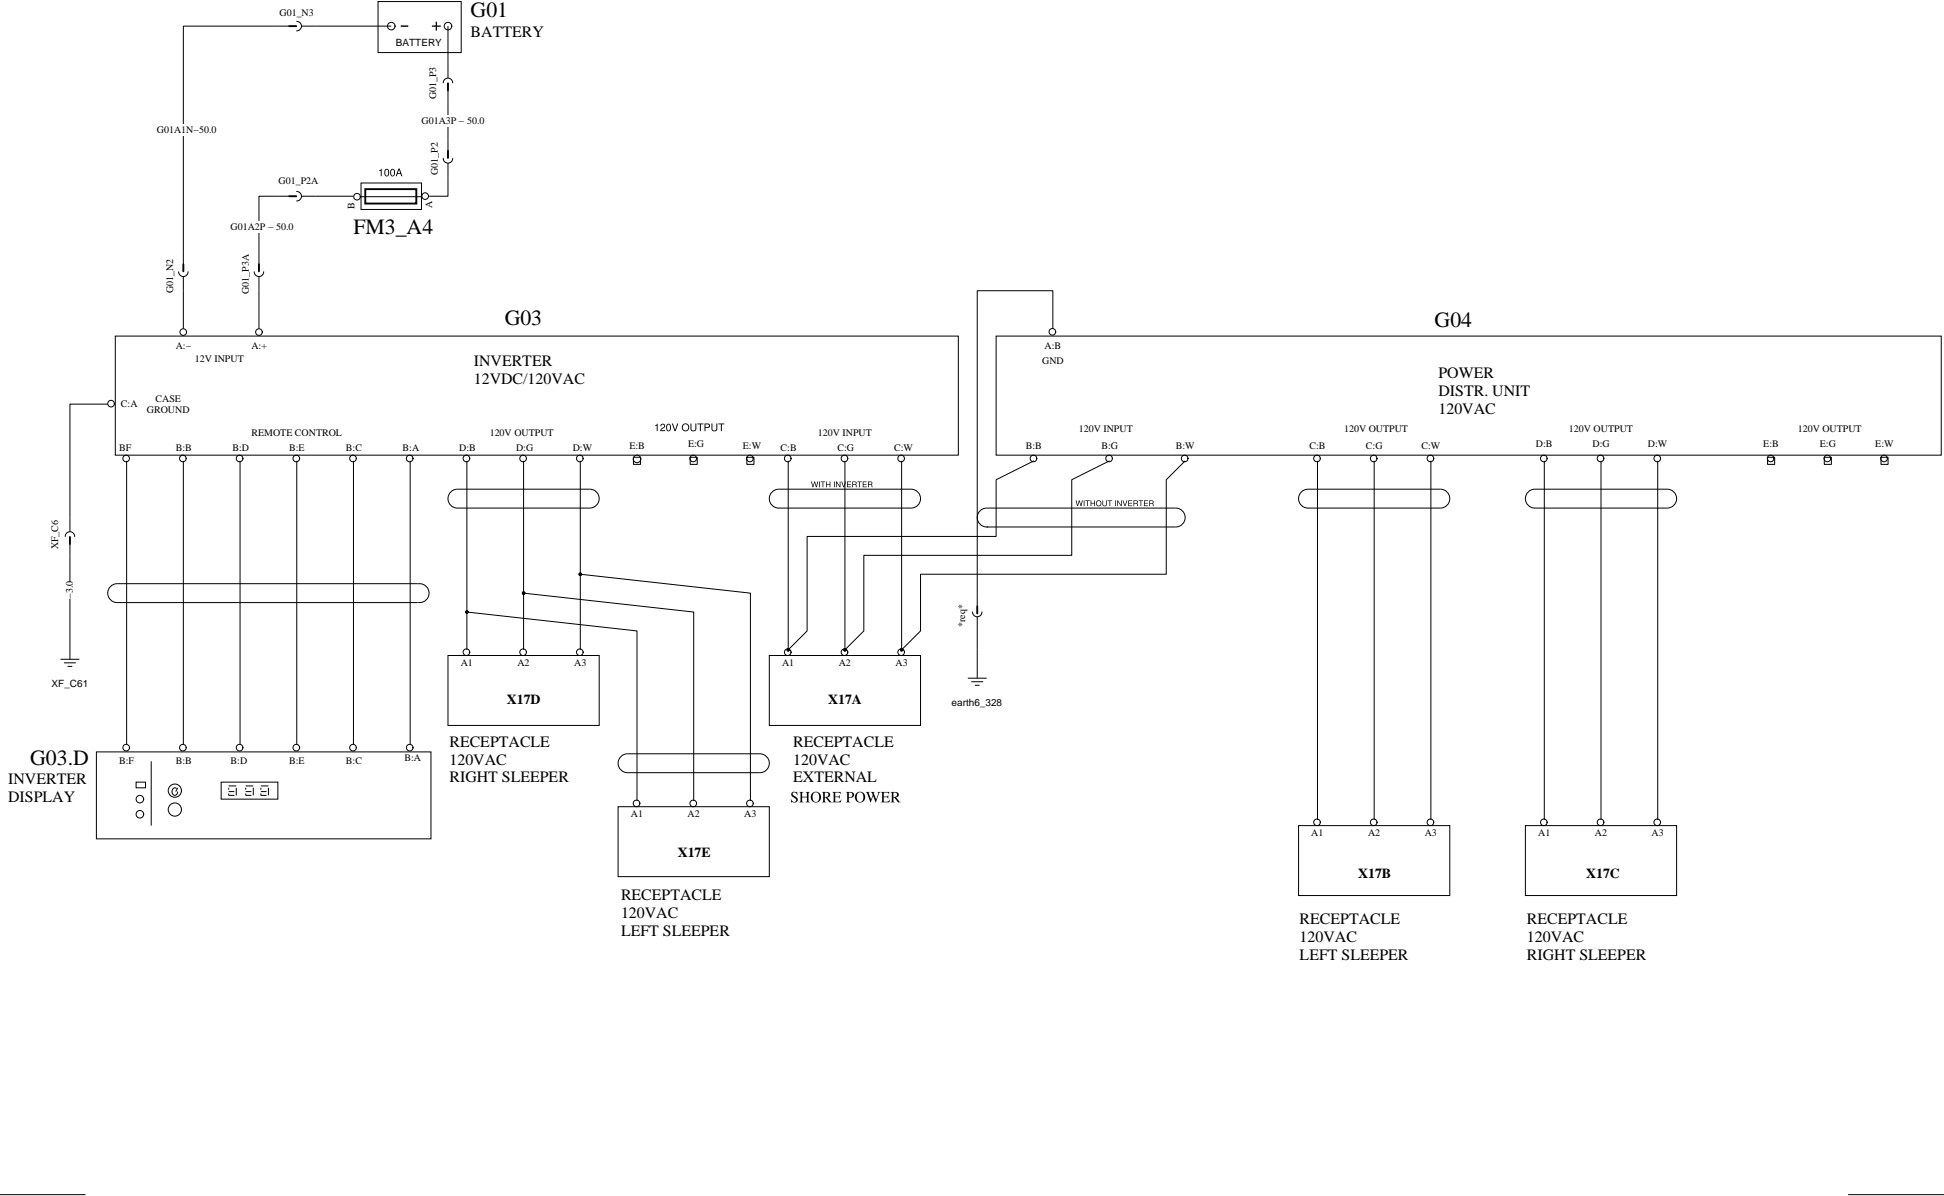 G01_N3
G01
BATTERY
− +
BATTERY
G01_P3
G01A1N−50.0
G01A3P − 50.0
G01_P2
100A
G01_P2A
B
A
FM3_A4
G01A2P − 50.0
G01_N2
G01_P3A
G03
A:− A:+
12V INPUT
INVERTER
12VDC/120VAC
C:A
CASE
GROUND
REMOTE CONTROL
120V OUTPUT
120V OUTPUT
120V INPUT
BF B:B B:D B:E B:C B:A D:B D:G D:W E:B E:G E:W C:B C:G C:W
G04
A:B
GND
POWER
DISTR. UNIT
120VAC
120V INPUT
120V OUTPUT
120V OUTPUT
120V OUTPUT
B:B B:G B:W C:B C:G C:W D:B D:G D:W E:B E:G E:W
WITH INVERTER
WITHOUT INVERTER
XF_C6
−3.0
XF_C61
*req*
earth6_328
A1 A2 A3
X17D
RECEPTACLE
120VAC
RIGHT SLEEPER
A1 A2 A3
X17A
RECEPTACLE
120VAC
EXTERNAL
SHORE POWER
G03.D
INVERTER
DISPLAY
B:F B:B B:D B:E B:C B:A
A1 A2 A3
X17E
RECEPTACLE
120VAC
LEFT SLEEPER
A1 A2 A3
X17B
RECEPTACLE
120VAC
LEFT SLEEPER
A1 A2 A3
X17C
RECEPTACLE
120VAC
RIGHT SLEEPER